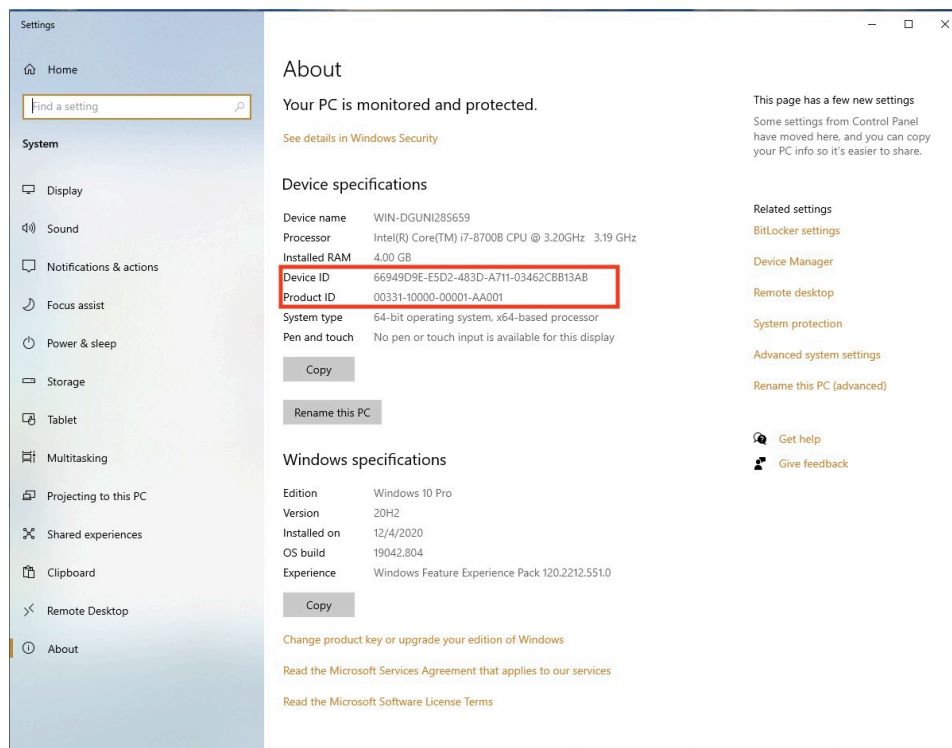 Settings
Home
Find a setting
System
Display
Sound
Notifications & actions
Focus assist
Power & sleep
Storage
Tablet
Multitasking
Projecting to this PC
Shared experiences
Clipboard
Remote Desktop
About
About
Your PC is monitored and protected.
See details in Windows Security
Device specifications
Device name WIN-DGUNI28S659
Processor Intel(R) Core(TM) i7-8700B CPU @ 3.20GHz 3.19 GHz
Installed RAM 4.00 GB
Device ID 66949D9E-E5D2-483D-A711-03462CBB13AB
Product ID 00331-10000-00001-AA001
System type 64-bit operating system, x64-based processor
Pen and touch No pen or touch input is available for this display
Copy
Rename this PC
Windows specifications
Edition Windows 10 Pro
Version 20H2
Installed on 12/4/2020
OS build 19042.804
Experience Windows Feature Experience Pack 120.2212.551.0
Copy
Change product key or upgrade your edition of Windows
Read the Microsoft Services Agreement that applies to our services
Read the Microsoft Software License Terms
This page has a few new settings
Some settings from Control Panel
have moved here, and you can copy
your PC info so it's easier to share.
Related settings
BitLocker settings
Device Manager
Remote desktop
System protection
Advanced system settings
Rename this PC (advanced)
Get help
Give feedback